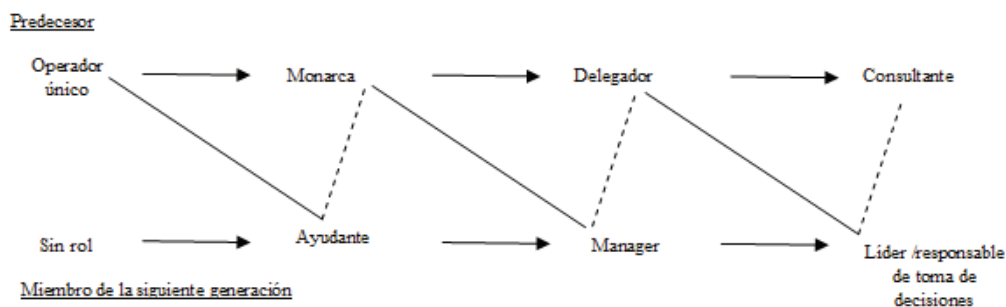 Predecesor
Operador
único
Monarca
Delegador
Consultante
Sin rol
Ayudante
Manager
Líder /responsable
de toma de
decisiones
Miembro de la siguiente generación